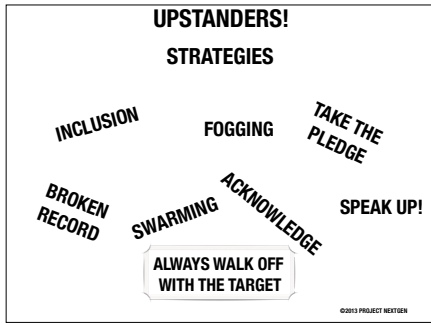 UPSTANDERS!
STRATEGIES
INCLUSION
FOGGING
TAKE THE
PLEDGE
BROKEN
RECORD
SWARMING
ACKNOWLEDGE
SPEAK UP!
ALWAYS WALK OFF
WITH THE TARGET
©2013 PROJECT NEXTGEN